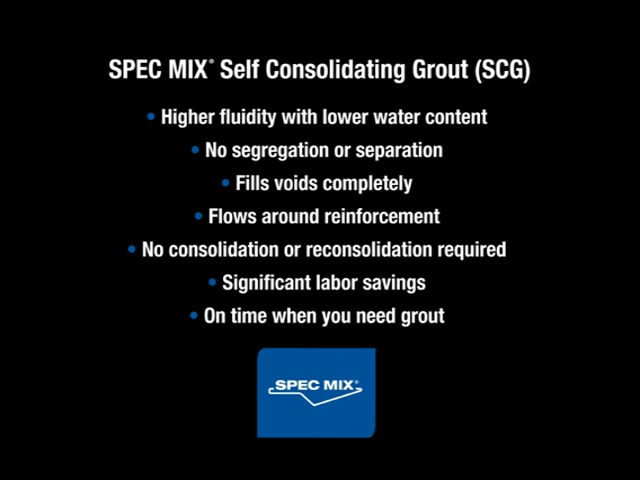 SPEC MIX® Self Consolidating Grout (SCG)
• Higher fluidity with lower water content
• No segregation or separation
• Fills voids completely
• Flows around reinforcement
• No consolidation or reconsolidation required
• Significant labor savings
• On time when you need grout
SPEC MIX®